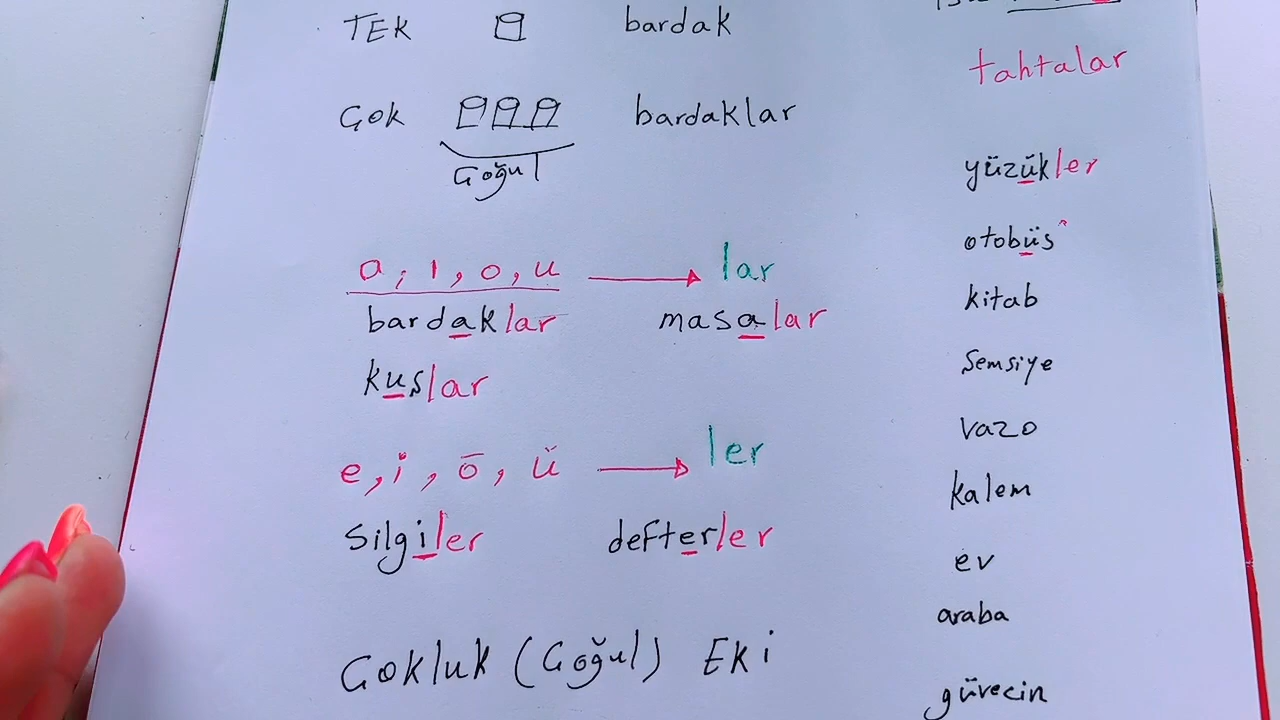 TEK bardak
Çok bardaklar
Çoğul
a, ı, o, u → lar
bardaklar masalar
kuşlar
e, i, ö, ü → ler
silgiler defterler
Çokluk (Çoğul) Eki
tahtalar
yüzükler
otobüs
kitab
Şemsiye
vazo
kalem
ev
araba
güvecin